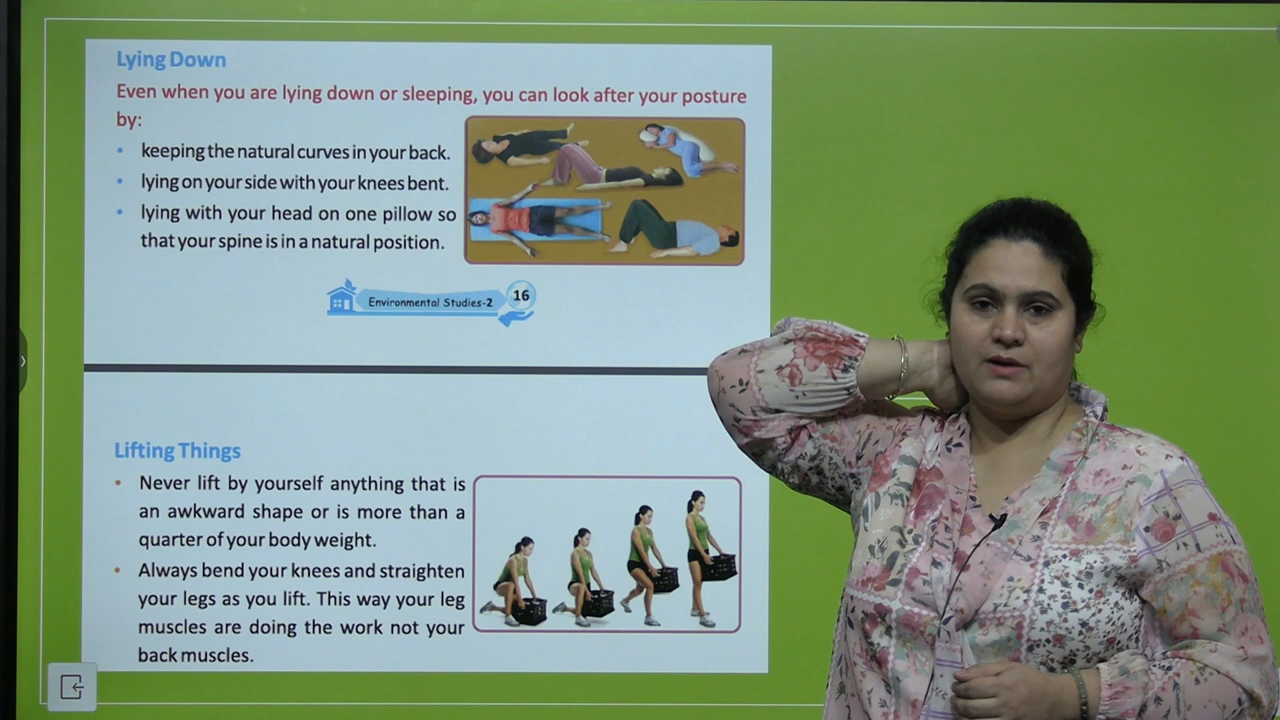 Lying Down
Even when you are lying down or sleeping, you can look after your posture
by:
• keeping the natural curves in your back.
• lying on your side with your knees bent.
• lying with your head on one pillow so
that your spine is in a natural position.
Environmental Studies-2 16
Lifting Things
• Never lift by yourself anything that is
an awkward shape or is more than a
quarter of your body weight.
• Always bend your knees and straighten
your legs as you lift. This way your leg
muscles are doing the work not your
back muscles.